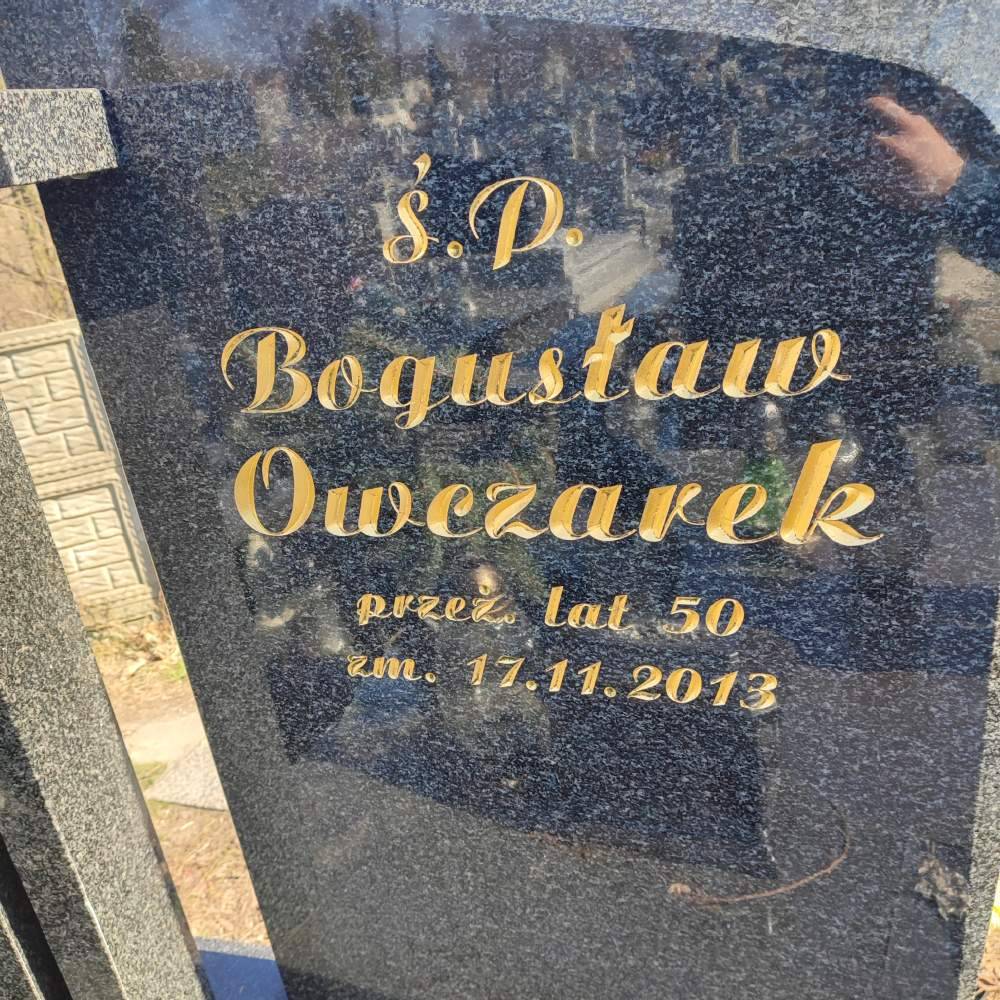 ś.P.
Bogusław
Owczarek
przeż. lat 50
zm. 17.11.2013